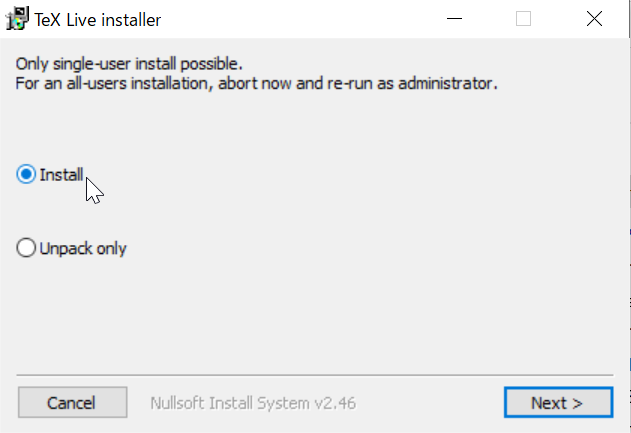 TeX Live installer
Only single-user install possible.
For an all-users installation, abort now and re-run as administrator.
Install
Unpack only
Cancel
Nullsoft Install System v2.46
Next >